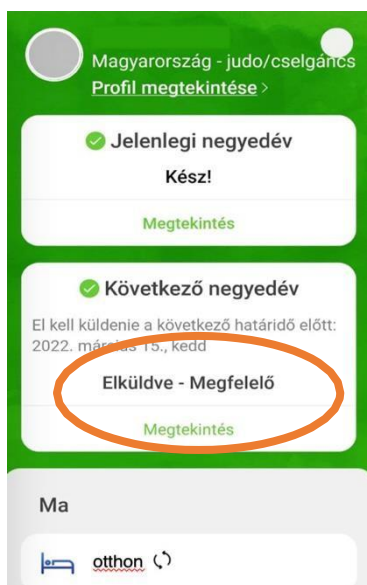 Magyarország - judo/cselgáncs
Profil megtekintése >
Jelenlegi negyedév
Kész!
Megtekintés
Következő negyedév
El kell küldenie a következő határidő előtt:
2022. március 15., kedd
Elküldve - Megfelelő
Megtekintés
Ma
otthon